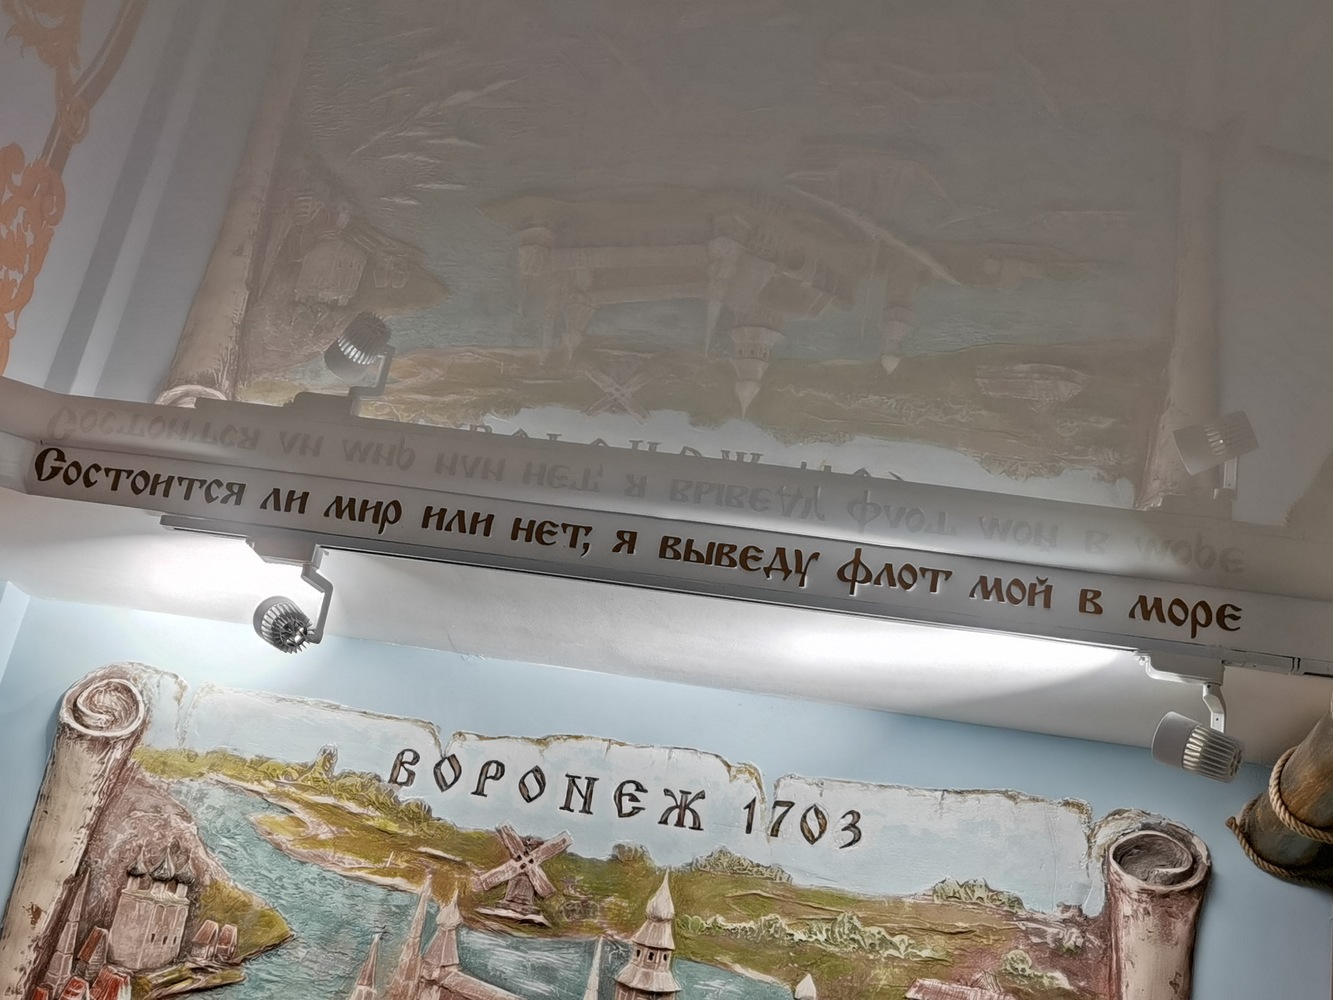 Состоится ли мир или нет, я выведу флот мой в море
ВОРОНЕЖ 1703